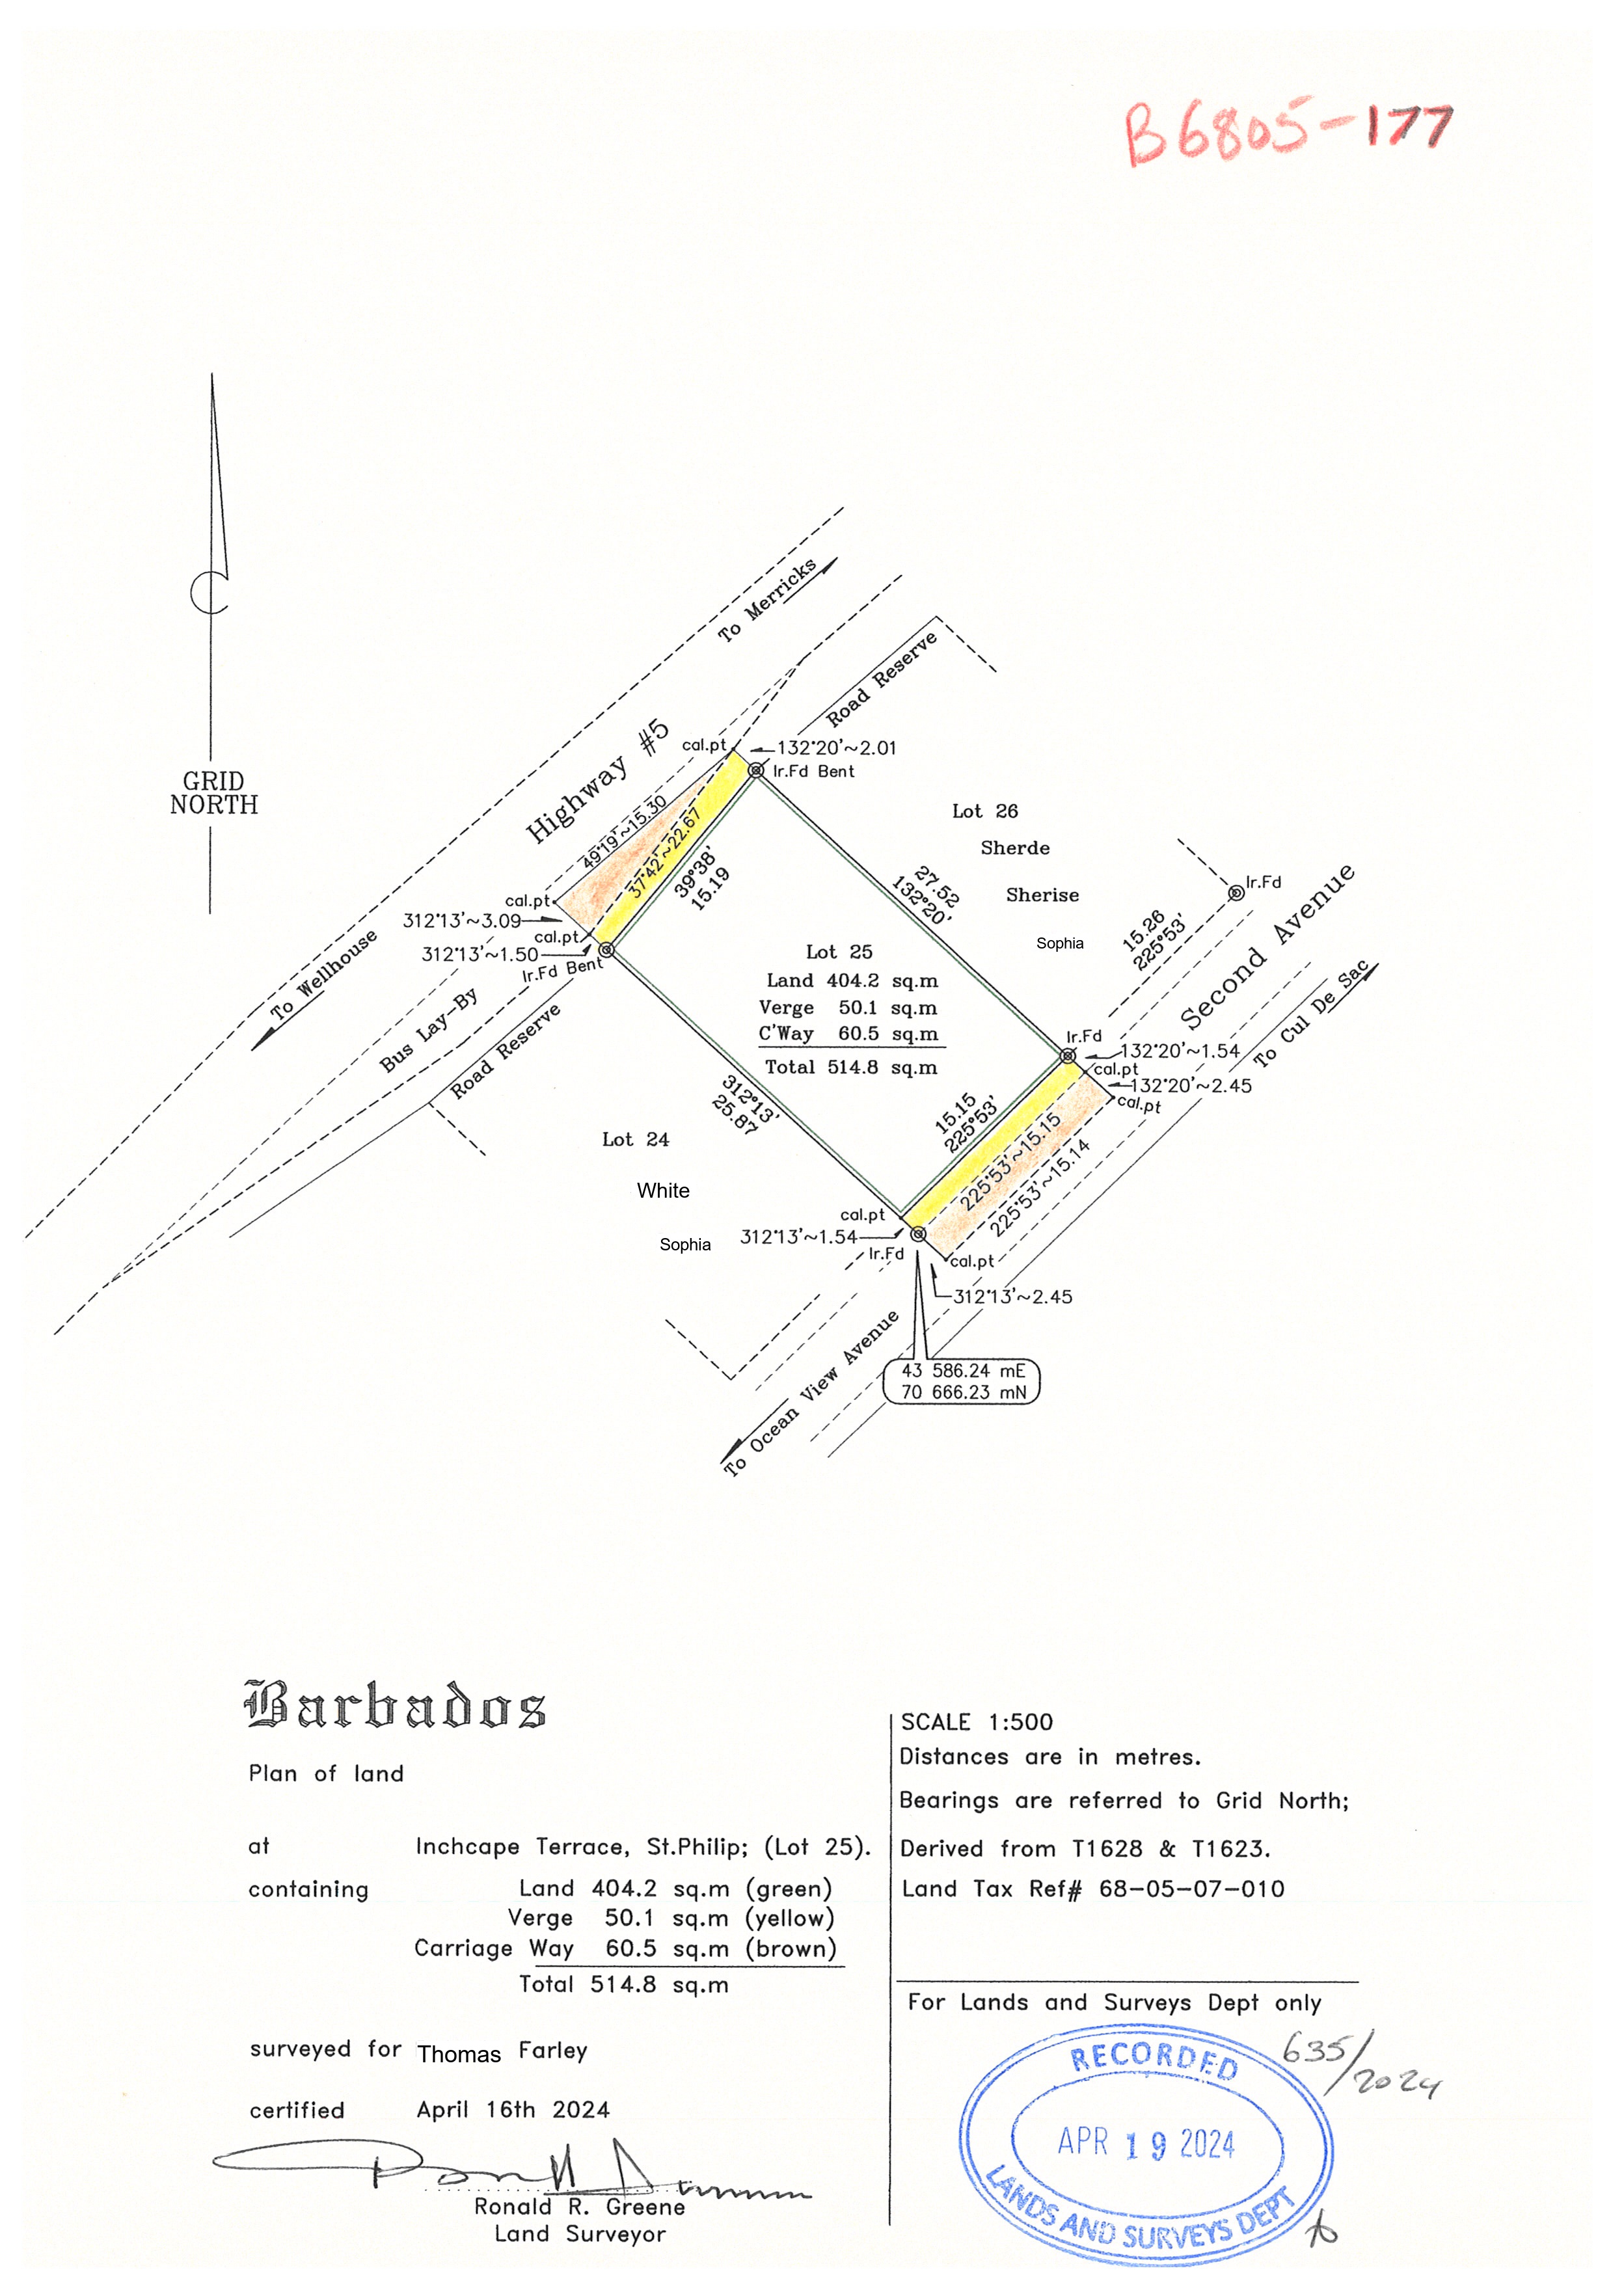 B6805-177
To Merricks
Road Reserve
Highway #5
GRID
NORTH
cal.pt
132°20'~2.01
Ir.Fd Bent
49°19'~15.30
37°42'~22.67
39°38'
15.19
Lot 26
Sherde
Sherise
Sophia
27.52
132°20'
Ir.Fd
15.26
225°53'
Second Avenue
cal.pt
312°13'~3.09
cal.pt
312°13'~1.50
Ir.Fd Bent
To Wellhouse
Bus Lay-By
Road Reserve
Lot 25
Land 404.2 sq.m
Verge 50.1 sq.m
C'Way 60.5 sq.m
Total 514.8 sq.m
To Cul De Sac
Ir.Fd
132°20'~1.54
cal.pt
132°20'~2.45
cal.pt
312°13'
25.87
15.15
225°53'
225°53'~15.15
225°53'~15.14
Lot 24
White
Sophia
cal.pt
312°13'~1.54
Ir.Fd
cal.pt
312°13'~2.45
To Ocean View Avenue
43 586.24 mE
70 666.23 mN
Barbados
Plan of land
at Inchcape Terrace, St.Philip; (Lot 25).
containing Land 404.2 sq.m (green)
Verge 50.1 sq.m (yellow)
Carriage Way 60.5 sq.m (brown)
Total 514.8 sq.m
surveyed for Thomas Farley
certified April 16th 2024
Ronald R. Greene
Land Surveyor
SCALE 1:500
Distances are in metres.
Bearings are referred to Grid North;
Derived from T1628 & T1623.
Land Tax Ref# 68-05-07-010
For Lands and Surveys Dept only
635/2024
RECORDED
APR 19 2024
LANDS AND SURVEYS DEPT